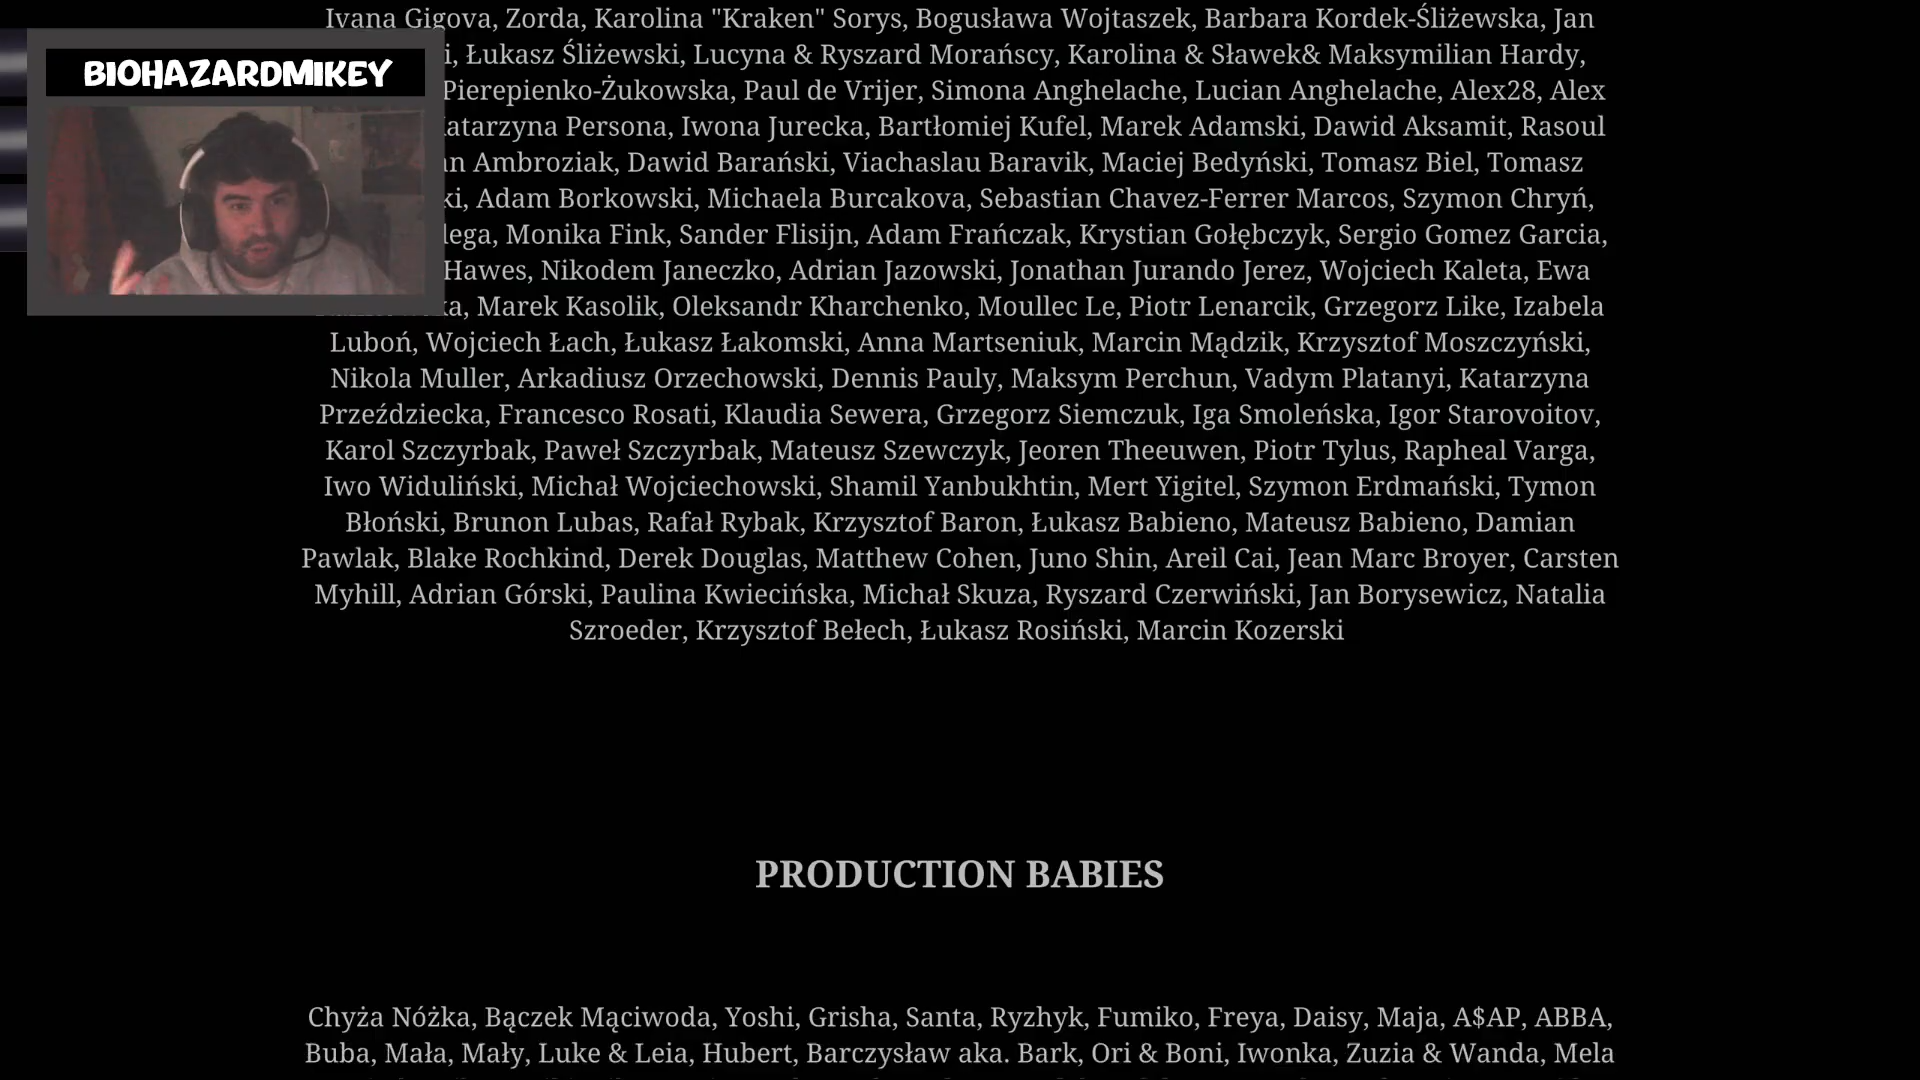 Ivana Gigova, Zorda, Karolina "Kraken" Sorys, Bogusława Wojtaszek, Barbara Kordek-Śliżewska, Jan
BIOHAZARDMIKEY
Łukasz Śliżewski, Lucyna & Ryszard Morańscy, Karolina & Sławek& Maksymilian Hardy,
Pierepienko-Żukowska, Paul de Vrijer, Simona Anghelache, Lucian Anghelache, Alex28, Alex
Persona, Iwona Jurecka, Bartłomiej Kufel, Marek Adamski, Dawid Aksamit, Rasoul
Ambroziak, Dawid Barański, Viachaslau Baravik, Maciej Bedyński, Tomasz Biel, Tomasz
Adam Borkowski, Michaela Burcakova, Sebastian Chavez-Ferrer Marcos, Szymon Chryń,
Monika Fink, Sander Flisijn, Adam Frańczak, Krystian Gołębczyk, Sergio Gomez Garcia,
Hawes, Nikodem Janeczko, Adrian Jazowski, Jonathan Jurando Jerez, Wojciech Kaleta, Ewa
Marek Kasolik, Oleksandr Kharchenko, Moullec Le, Piotr Lenarcik, Grzegorz Like, Izabela
Luboń, Wojciech Łach, Łukasz Łakomski, Anna Martseniuk, Marcin Mądzik, Krzysztof Moszczyński,
Nikola Muller, Arkadiusz Orzechowski, Dennis Pauly, Maksym Perchun, Vadym Platanyi, Katarzyna
Przeździecka, Francesco Rosati, Klaudia Sewera, Grzegorz Siemczuk, Iga Smoleńska, Igor Starovoitov,
Karol Szczyrbak, Paweł Szczyrbak, Mateusz Szewczyk, Jeoren Theeuwen, Piotr Tylus, Rapheal Varga,
Iwo Widuliński, Michał Wojciechowski, Shamil Yanbukhtin, Mert Yigitel, Szymon Erdmański, Tymon
Błoński, Brunon Lubas, Rafał Rybak, Krzysztof Baron, Łukasz Babieno, Mateusz Babieno, Damian
Pawlak, Blake Rochkind, Derek Douglas, Matthew Cohen, Juno Shin, Areil Cai, Jean Marc Broyer, Carsten
Myhill, Adrian Górski, Paulina Kwiecińska, Michał Skuza, Ryszard Czerwiński, Jan Borysewicz, Natalia
Szroeder, Krzysztof Bełech, Łukasz Rosiński, Marcin Kozerski
PRODUCTION BABIES
Chyża Nóżka, Bączek Mąciwoda, Yoshi, Grisha, Santa, Ryzhyk, Fumiko, Freya, Daisy, Maja, A$AP, ABBA,
Buba, Mała, Mały, Luke & Leia, Hubert, Barczysław aka. Bark, Ori & Boni, Iwonka, Zuzia & Wanda, Mela